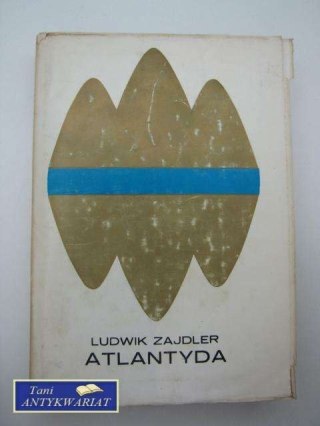 LUDWIK ZAJDLER
ATLANTYDA
Tani
ANTYKWARIAT